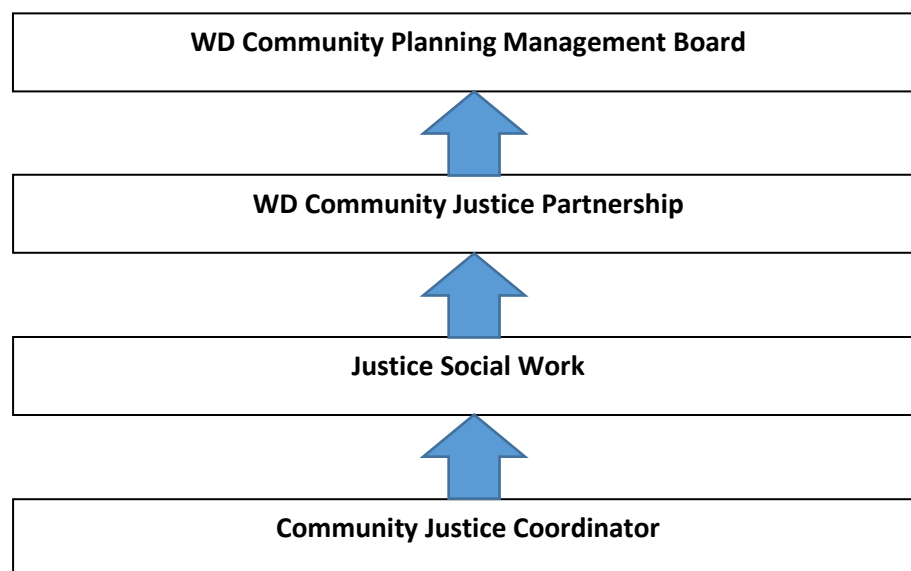 WD Community Planning Management Board
WD Community Justice Partnership
Justice Social Work
Community Justice Coordinator